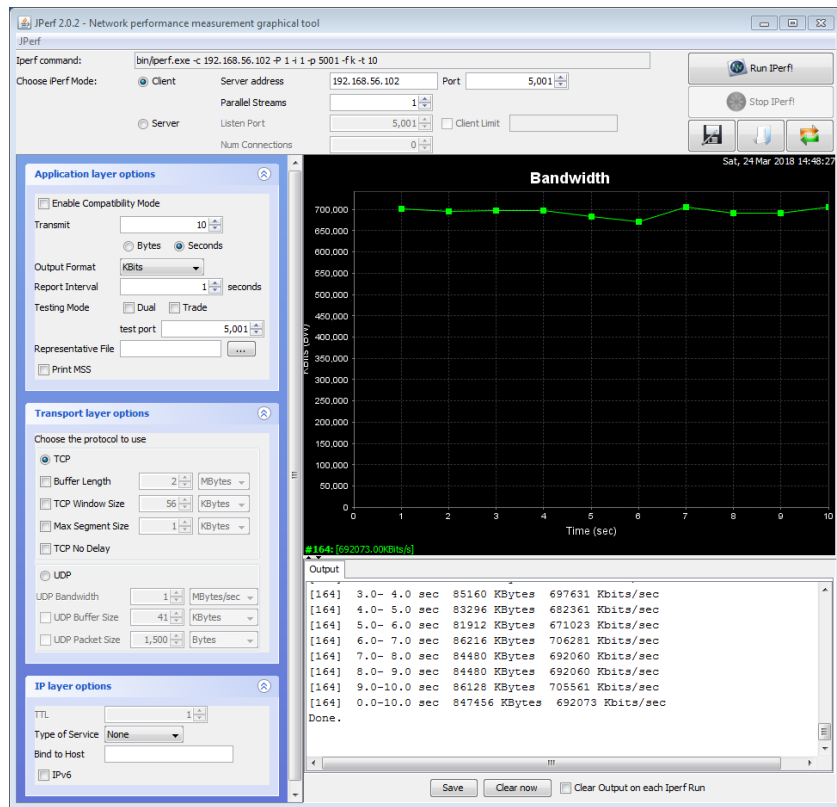 JPerf 2.0.2 - Network performance measurement graphical tool
JPerf
Iperf command: bin/iperf.exe -c 192.168.56.102 -P 1 -i 1 -p 5001 -f k -t 10
Choose iPerf Mode: Client Server address 192.168.56.102 Port 5,001
Parallel Streams 1
Server Listen Port 5,001 Client Limit
Num Connections 0
Run IPerf!
Stop IPerf!
Application layer options
Enable Compatibility Mode
Transmit 10
Bytes Seconds
Output Format KBits
Report Interval 1 seconds
Testing Mode Dual Trade
test port 5,001
Representative File ...
Print MSS
Transport layer options
Choose the protocol to use
TCP
Buffer Length 2 MBytes
TCP Window Size 56 KBytes
Max Segment Size 1 KBytes
TCP No Delay
UDP
UDP Bandwidth 1 MBytes/sec
UDP Buffer Size 41 KBytes
UDP Packet Size 1,500 Bytes
IP layer options
TTL 1
Type of Service None
Bind to Host
IPv6
Sat, 24 Mar 2018 14:48:27
Bandwidth
700,000
650,000
600,000
550,000
500,000
450,000
400,000
350,000
300,000
250,000
200,000
150,000
100,000
50,000
0
KBits (BW)
0 1 2 3 4 5 6 7 8 9 10
Time (sec)
#164: [692073.00KBits/s]
Output
[164] 3.0- 4.0 sec 85160 KBytes 697631 Kbits/sec
[164] 4.0- 5.0 sec 83296 KBytes 682361 Kbits/sec
[164] 5.0- 6.0 sec 81912 KBytes 671023 Kbits/sec
[164] 6.0- 7.0 sec 86216 KBytes 706281 Kbits/sec
[164] 7.0- 8.0 sec 84480 KBytes 692060 Kbits/sec
[164] 8.0- 9.0 sec 84480 KBytes 692060 Kbits/sec
[164] 9.0-10.0 sec 86128 KBytes 705561 Kbits/sec
[164] 0.0-10.0 sec 847456 KBytes 692073 Kbits/sec
Done.
Save Clear now Clear Output on each Iperf Run